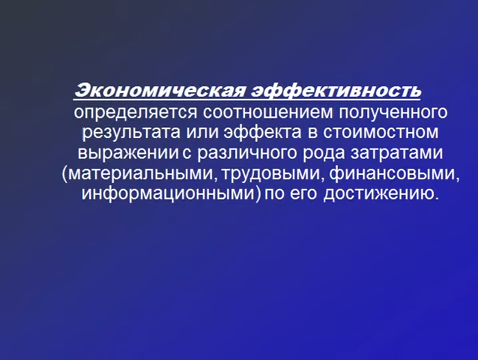 Экономическая эффективность
определяется соотношением полученного
результата или эффекта в стоимостном
выражении с различного рода затратами
(материальными, трудовыми, финансовыми,
информационными) по его достижению.